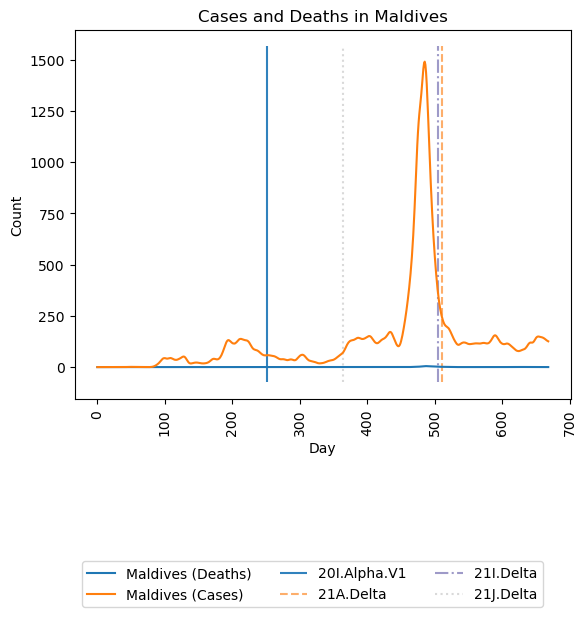 Cases and Deaths in Maldives
Count
1500
1250
1000
750
500
250
0
0 100 200 300 400 500 600 700
Day
Maldives (Deaths) 20I.Alpha.V1 21I.Delta
Maldives (Cases) 21A.Delta 21J.Delta